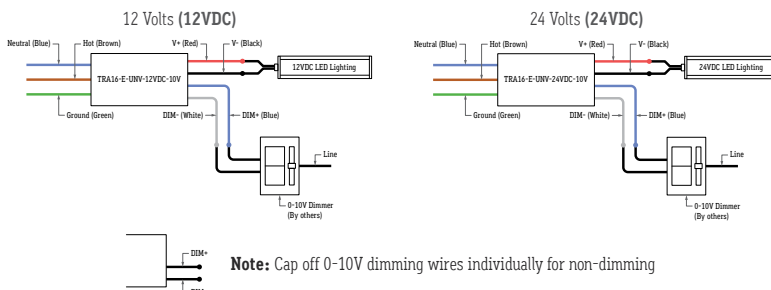 12 Volts (12VDC)
Neutral (Blue)
Hot (Brown)
V+ (Red)
V- (Black)
TRA16-E-UNV-12VDC-10V
12VDC LED Lighting
Ground (Green)
DIM- (White)
DIM+ (Blue)
Line
0-10V Dimmer
(By others)
24 Volts (24VDC)
Neutral (Blue)
Hot (Brown)
V+ (Red)
V- (Black)
TRA16-E-UNV-24VDC-10V
24VDC LED Lighting
Ground (Green)
DIM- (White)
DIM+ (Blue)
Line
0-10V Dimmer
(By others)
DIM+
Note: Cap off 0-10V dimming wires individually for non-dimming